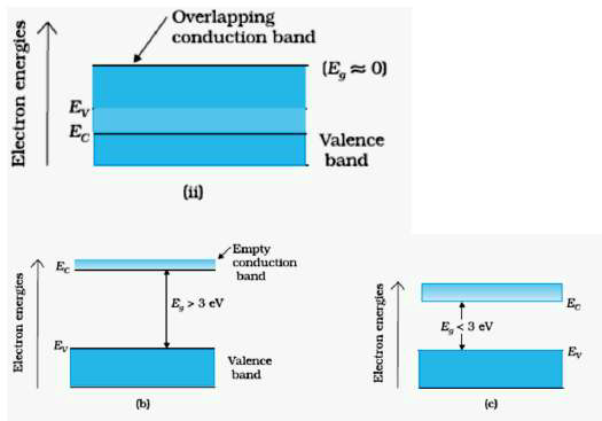 Overlapping
conduction band
(E_g ≈ 0)
Electron energies
E_V
E_C
Valence
band
(ii)
Electron energies
E_C
Empty
conduction
band
E_g > 3 eV
E_V
Valence
band
(b)
Electron energies
E_C
E_g < 3 eV
E_V
(c)